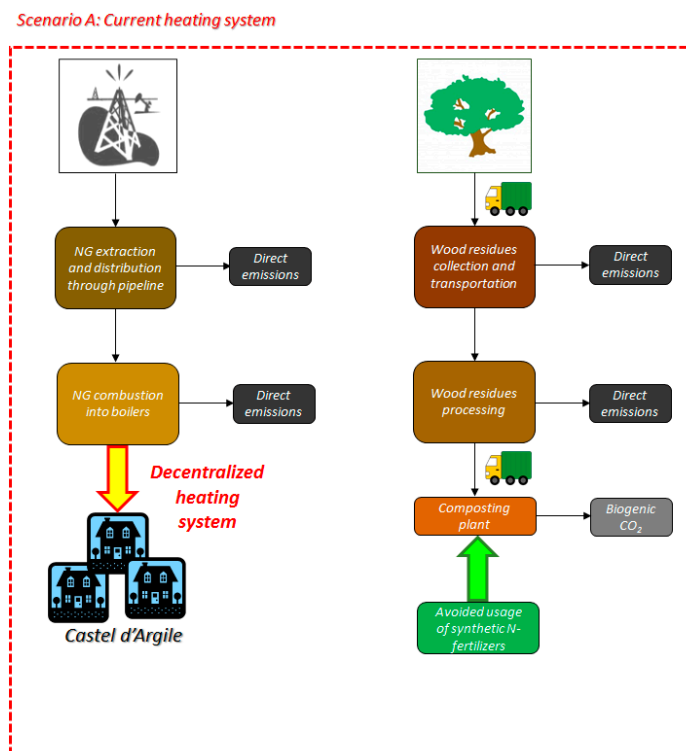 Scenario A: Current heating system
NG extraction
and distribution
through pipeline
Direct
emissions
NG combustion
into boilers
Direct
emissions
Decentralized
heating
system
Castel d'Argile
Wood residues
collection and
transportation
Direct
emissions
Wood residues
processing
Direct
emissions
Composting
plant
Biogenic
CO₂
Avoided usage
of synthetic N-
fertilizers